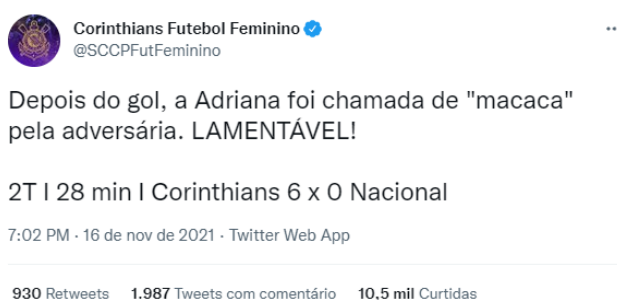 Corinthians Futebol Feminino
@SCCPFutFeminino
Depois do gol, a Adriana foi chamada de "macaca"
pela adversária. LAMENTÁVEL!
2T I 28 min I Corinthians 6 x 0 Nacional
7:02 PM · 16 de nov de 2021 · Twitter Web App
930 Retweets 1.987 Tweets com comentário 10,5 mil Curtidas